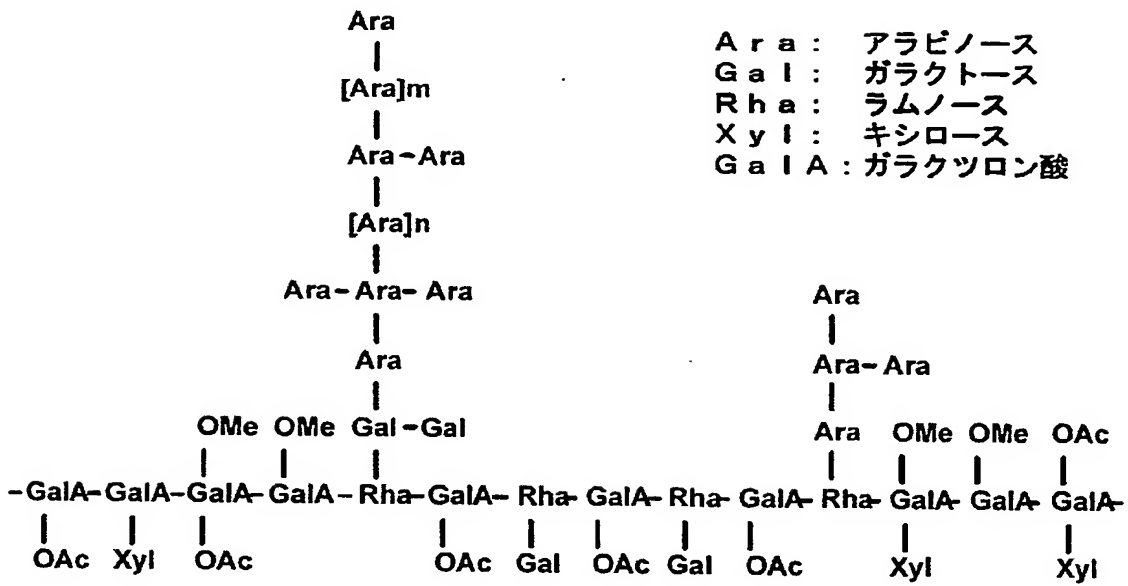 Ara
[Ara]m
Ara-Ara
[Ara]n
Ara-Ara-Ara
Ara
OMe OMe Gal-Gal
Ara : アラビノース
Gal : ガラクトース
Rha : ラムノース
Xyl : キシロース
GalA : ガラクツロン酸
Ara
Ara-Ara
Ara OMe OMe OAc
-GalA-GalA-GalA-GalA-Rha-GalA-Rha-GalA-Rha-GalA-Rha-GalA-GalA-GalA-
OAc Xyl OAc OAc Gal OAc Gal OAc Xyl Xyl